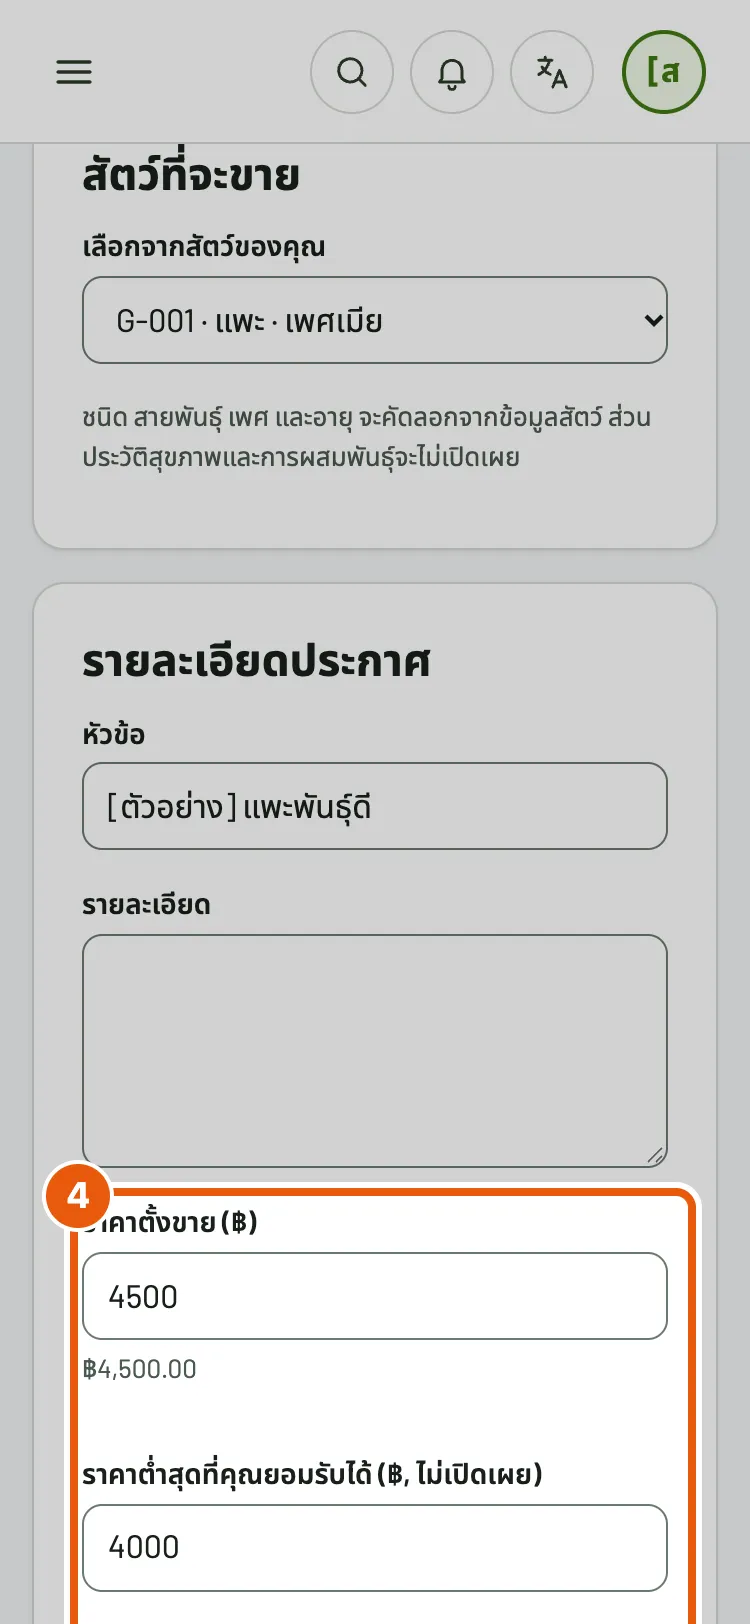 [ส
สัตว์ที่จะขาย
เลือกจากสัตว์ของคุณ
G-001 · แพะ · เพศเมีย
ชนิด สายพันธุ์ เพศ และอายุ จะคัดลอกจากข้อมูลสัตว์ ส่วน
ประวัติสุขภาพและการผสมพันธุ์จะไม่เปิดเผย
รายละเอียดประกาศ
หัวข้อ
[ตัวอย่าง] แพะพันธุ์ดี
รายละเอียด
4
ราคาตั้งขาย (฿)
4500
฿4,500.00
ราคาต่ำสุดที่คุณยอมรับได้ (฿, ไม่เปิดเผย)
4000